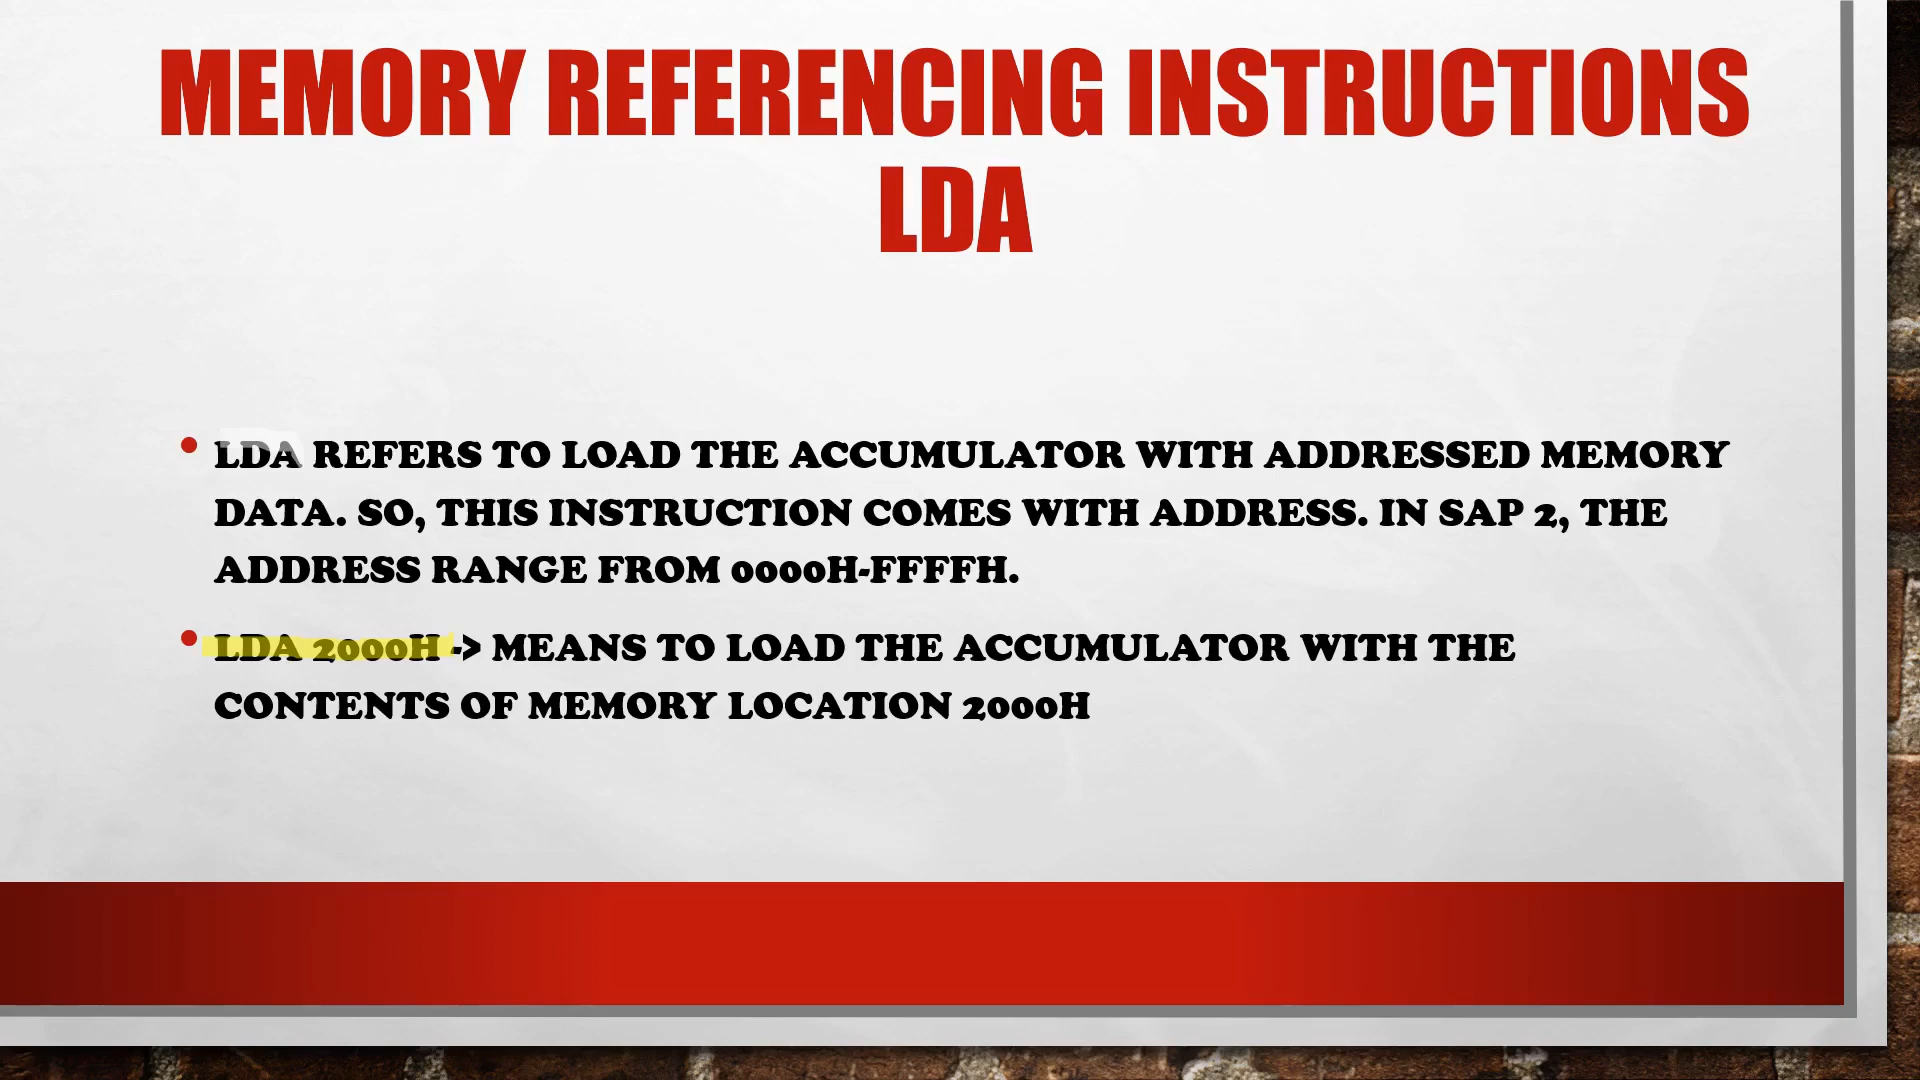 MEMORY REFERENCING INSTRUCTIONS
LDA
• LDA REFERS TO LOAD THE ACCUMULATOR WITH ADDRESSED MEMORY
DATA. SO, THIS INSTRUCTION COMES WITH ADDRESS. IN SAP 2, THE
ADDRESS RANGE FROM 0000H-FFFFH.
• LDA 2000H -> MEANS TO LOAD THE ACCUMULATOR WITH THE
CONTENTS OF MEMORY LOCATION 2000H